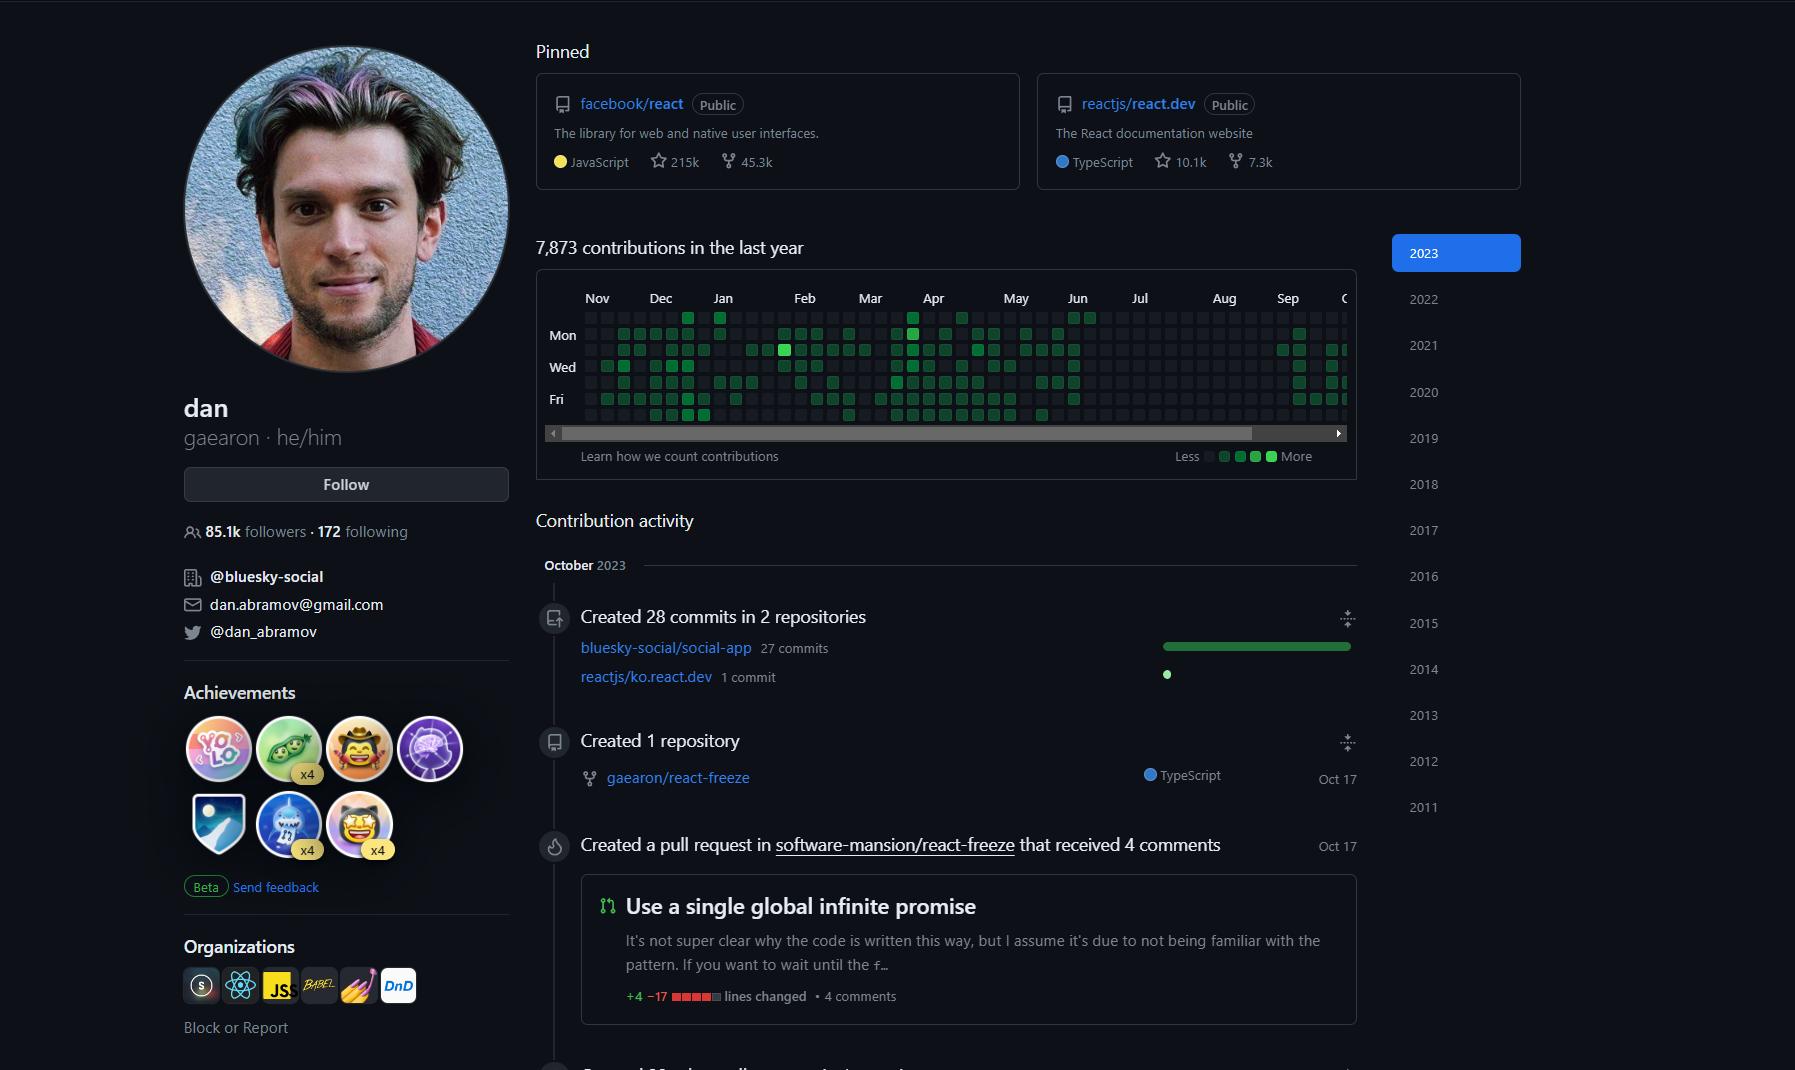 dan
gaearon · he/him
Follow
85.1k followers · 172 following
@bluesky-social
dan.abramov@gmail.com
@dan_abramov
Achievements
YOLO
x4
x4
x4
Beta Send feedback
Organizations
S
JSS
BABEL
DnD
Block or Report
Pinned
facebook/react Public
The library for web and native user interfaces.
JavaScript 215k 45.3k
reactjs/react.dev Public
The React documentation website
TypeScript 10.1k 7.3k
7,873 contributions in the last year
Nov Dec Jan Feb Mar Apr May Jun Jul Aug Sep
Mon
Wed
Fri
Learn how we count contributions
Less More
2023
2022
2021
2020
2019
2018
2017
2016
2015
2014
2013
2012
2011
Contribution activity
October 2023
Created 28 commits in 2 repositories
bluesky-social/social-app 27 commits
reactjs/ko.react.dev 1 commit
Created 1 repository
gaearon/react-freeze TypeScript Oct 17
Created a pull request in software-mansion/react-freeze that received 4 comments Oct 17
Use a single global infinite promise
It's not super clear why the code is written this way, but I assume it's due to not being familiar with the
pattern. If you want to wait until the f…
+4 −17 lines changed • 4 comments